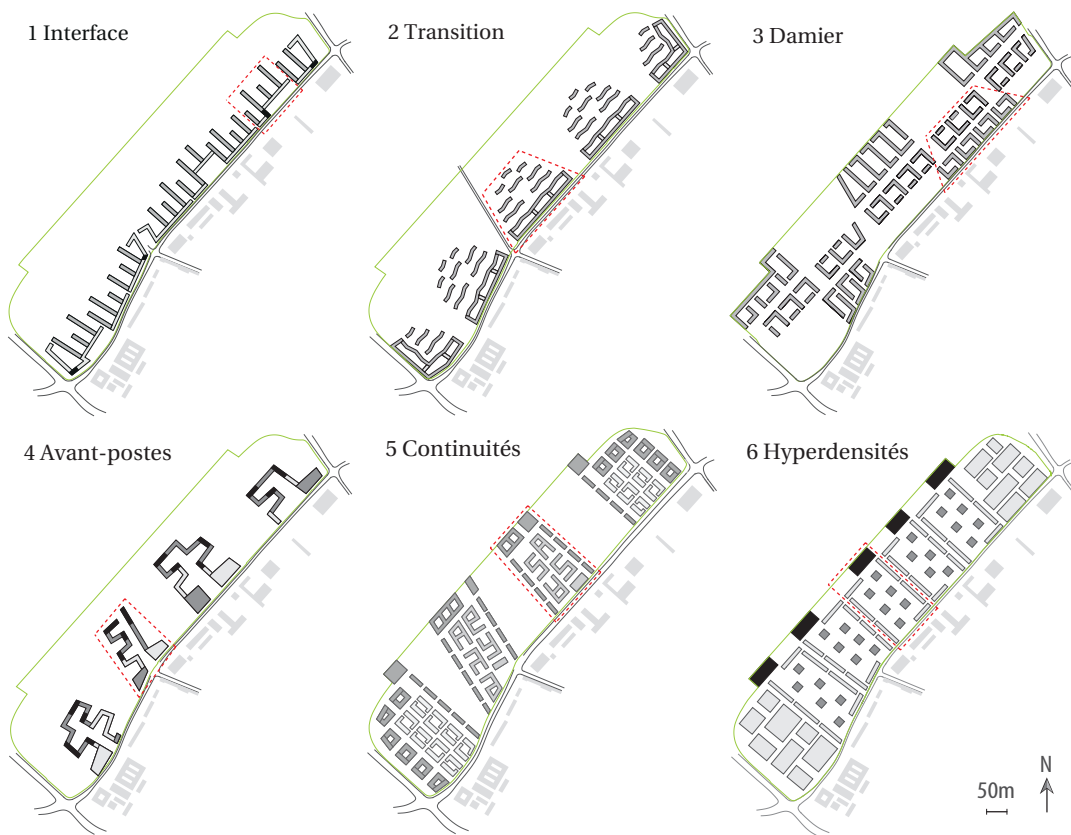 1 Interface
2 Transition
3 Damier
4 Avant-postes
5 Continuités
6 Hyperdensités
50m
N